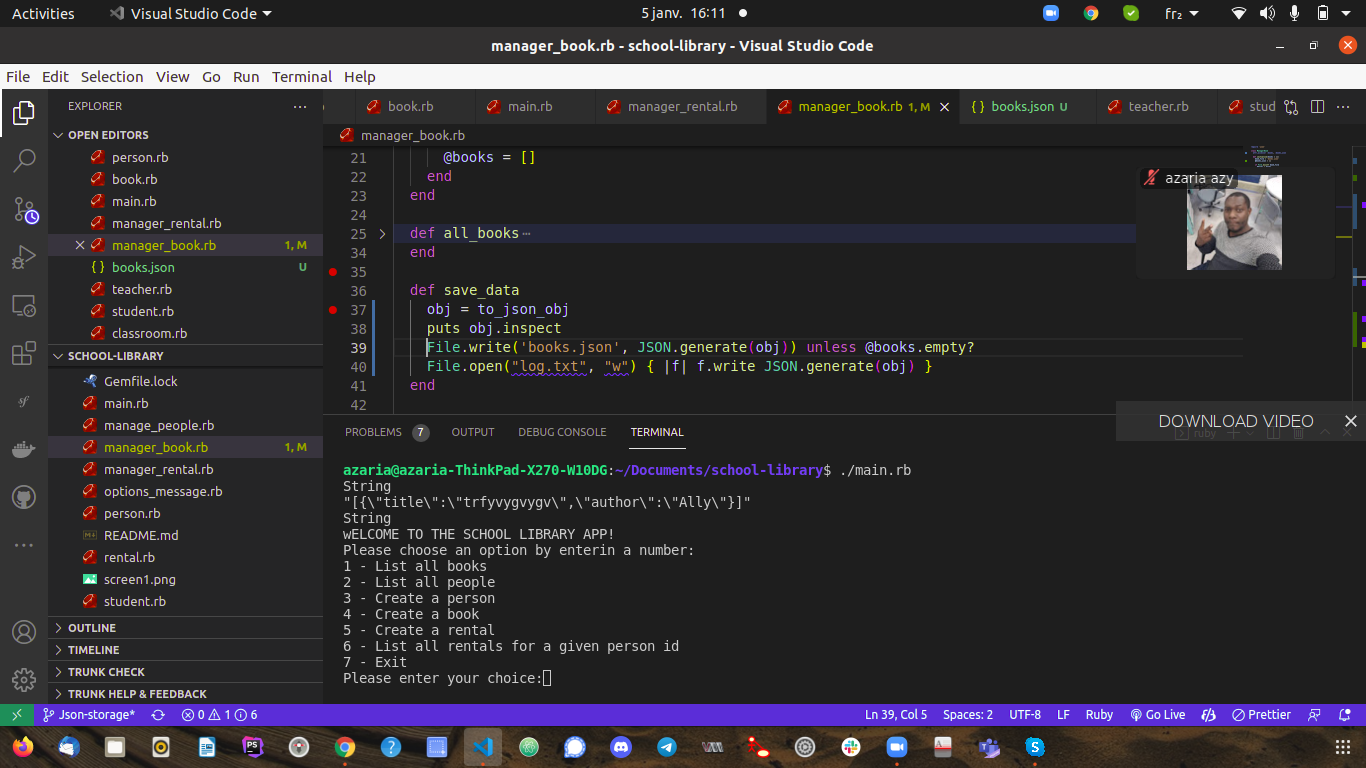 Activities
Visual Studio Code
5 janv. 16:11
fr₂
manager_book.rb - school-library - Visual Studio Code
File Edit Selection View Go Run Terminal Help
EXPLORER
book.rb
main.rb
manager_rental.rb
manager_book.rb 1, M
{ } books.json U
teacher.rb
stud
manager_book.rb
OPEN EDITORS
person.rb
book.rb
main.rb
manager_rental.rb
manager_book.rb 1, M
{ } books.json U
teacher.rb
student.rb
classroom.rb
SCHOOL-LIBRARY
Gemfile.lock
main.rb
manage_people.rb
manager_book.rb 1, M
manager_rental.rb
options_message.rb
person.rb
README.md
rental.rb
screen1.png
student.rb
OUTLINE
TIMELINE
TRUNK CHECK
TRUNK HELP & FEEDBACK
21 @books = []
22 end
23 end
24
25 def all_books⋯
34 end
35
36 def save_data
37 obj = to_json_obj
38 puts obj.inspect
39 File.write('books.json', JSON.generate(obj)) unless @books.empty?
40 File.open("log.txt", "w") { |f| f.write JSON.generate(obj) }
41 end
42
azaria azy
DOWNLOAD VIDEO
PROBLEMS 7 OUTPUT DEBUG CONSOLE TERMINAL
ruby
azaria@azaria-ThinkPad-X270-W10DG:~/Documents/school-library$ ./main.rb
String
"[{\"title\":\"trfyvygvygv\",\"author\":\"Ally\"}]"
String
wELCOME TO THE SCHOOL LIBRARY APP!
Please choose an option by enterin a number:
1 - List all books
2 - List all people
3 - Create a person
4 - Create a book
5 - Create a rental
6 - List all rentals for a given person id
7 - Exit
Please enter your choice:
Json-storage* 0 1 6
Ln 39, Col 5 Spaces: 2 UTF-8 LF Ruby Go Live Prettier